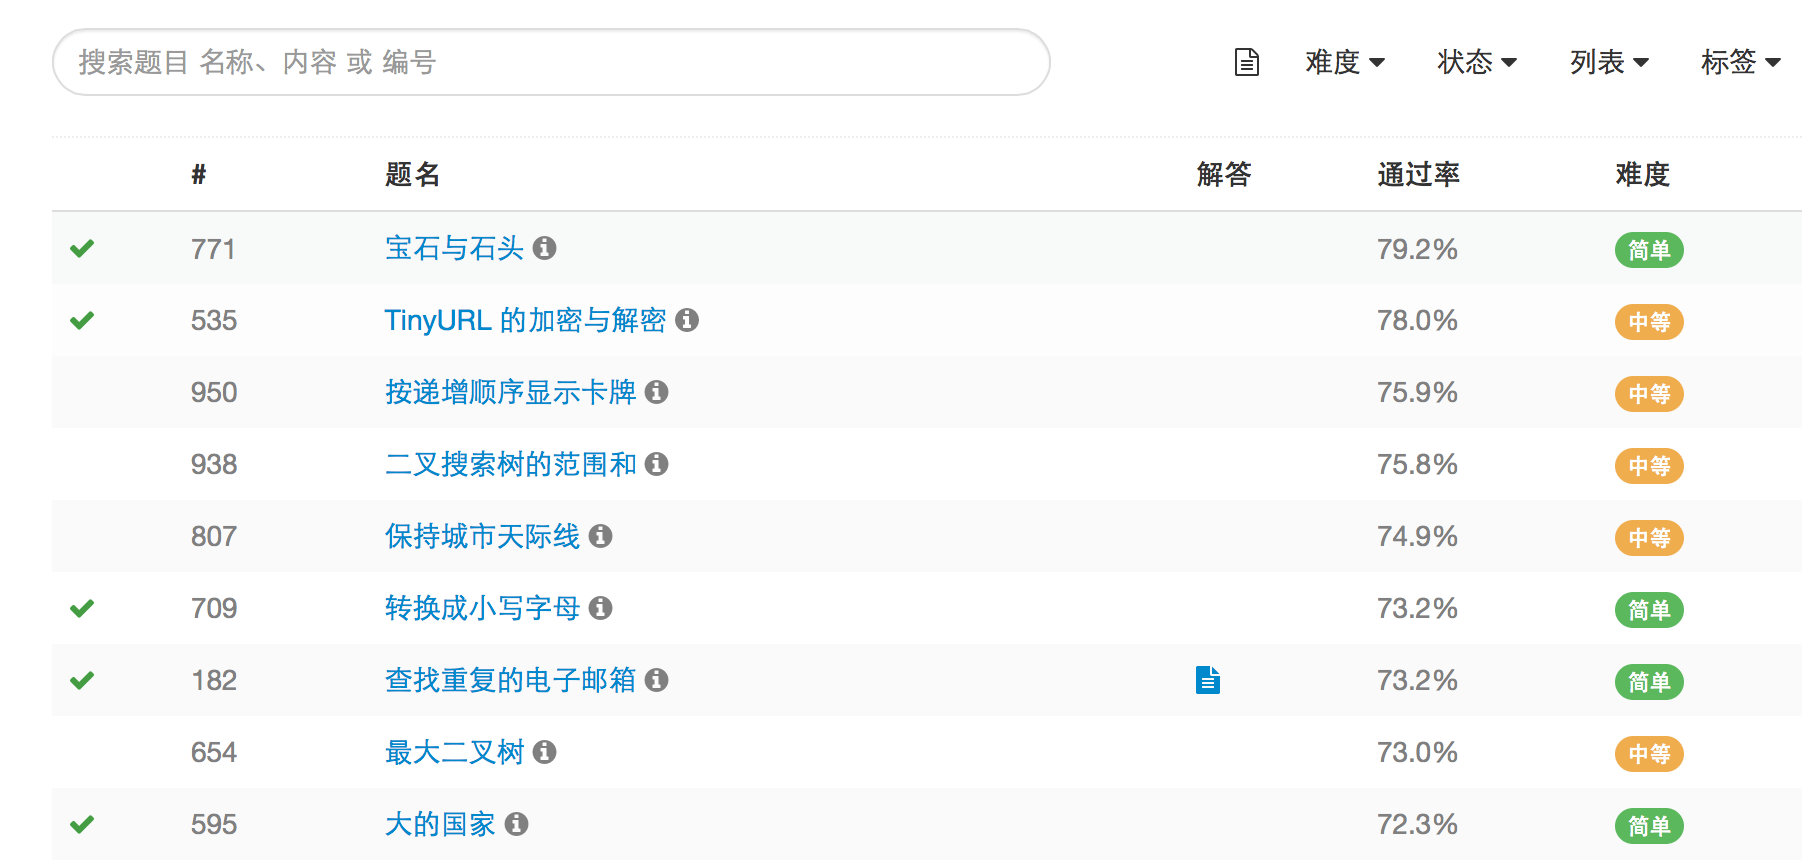 搜索题目 名称、内容 或 编号 难度 状态 列表 标签
# 题名 解答 通过率 难度
771 宝石与石头 79.2% 简单
535 TinyURL 的加密与解密 78.0% 中等
950 按递增顺序显示卡牌 75.9% 中等
938 二叉搜索树的范围和 75.8% 中等
807 保持城市天际线 74.9% 中等
709 转换成小写字母 73.2% 简单
182 查找重复的电子邮箱 73.2% 简单
654 最大二叉树 73.0% 中等
595 大的国家 72.3% 简单